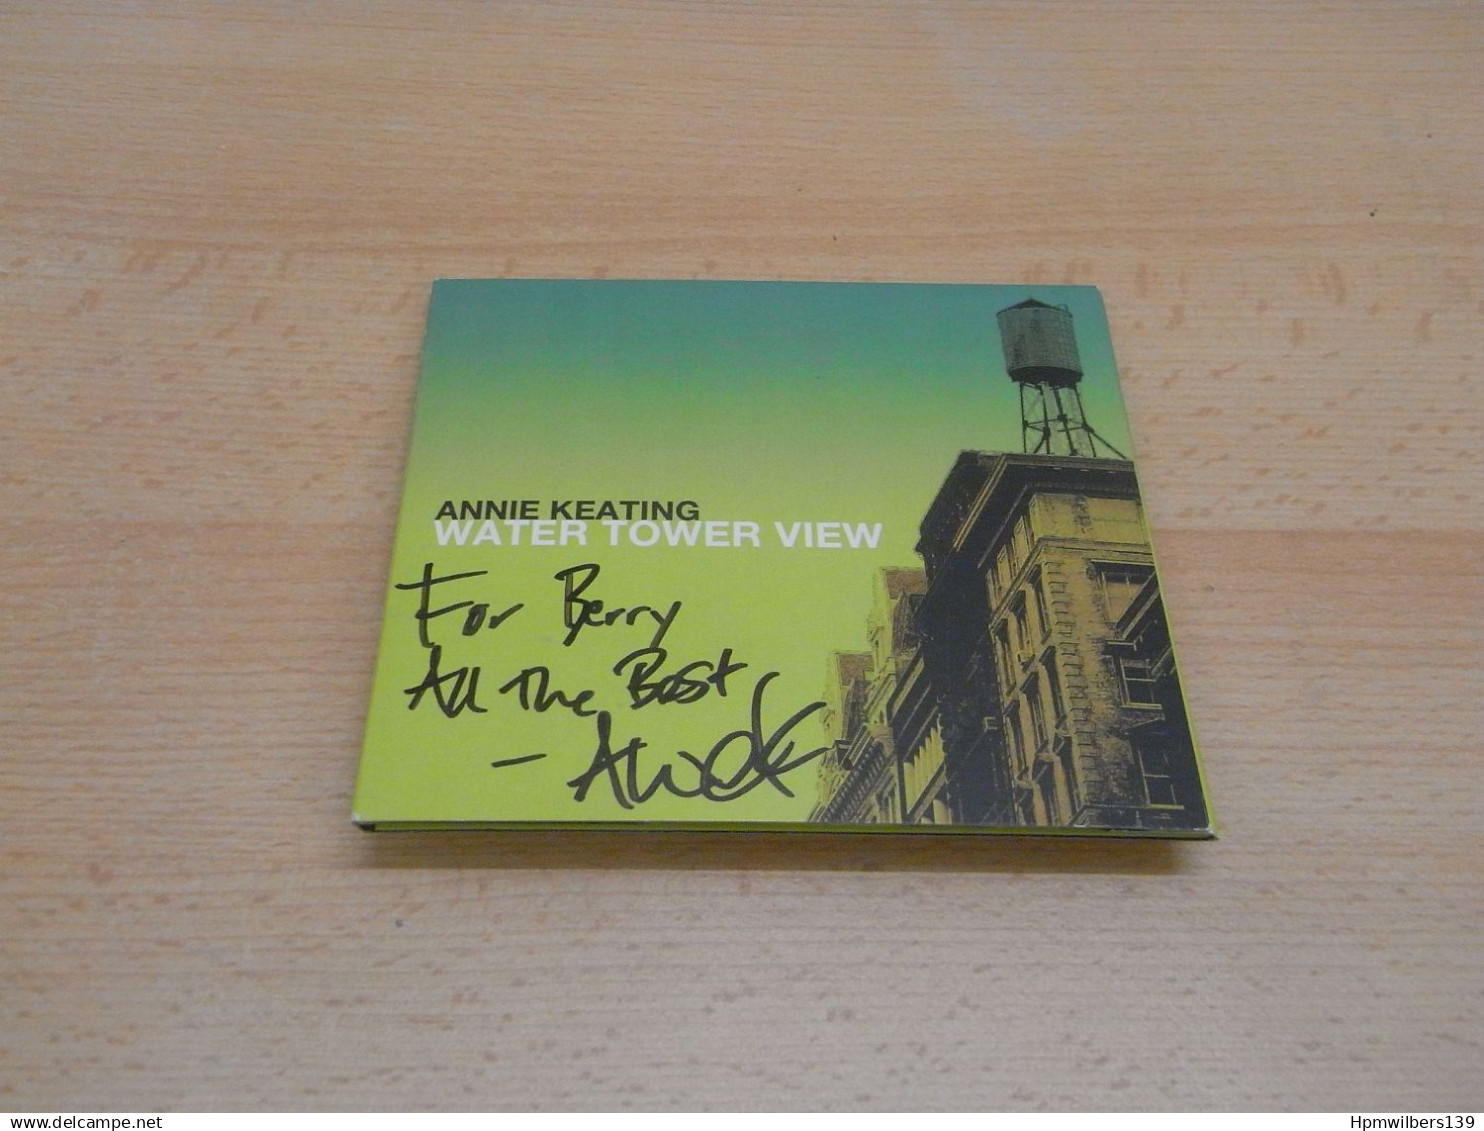 ANNIE KEATING
WATER TOWER VIEW
For Berry
All The Best
www.delcampe.net
Hpmwilbers139